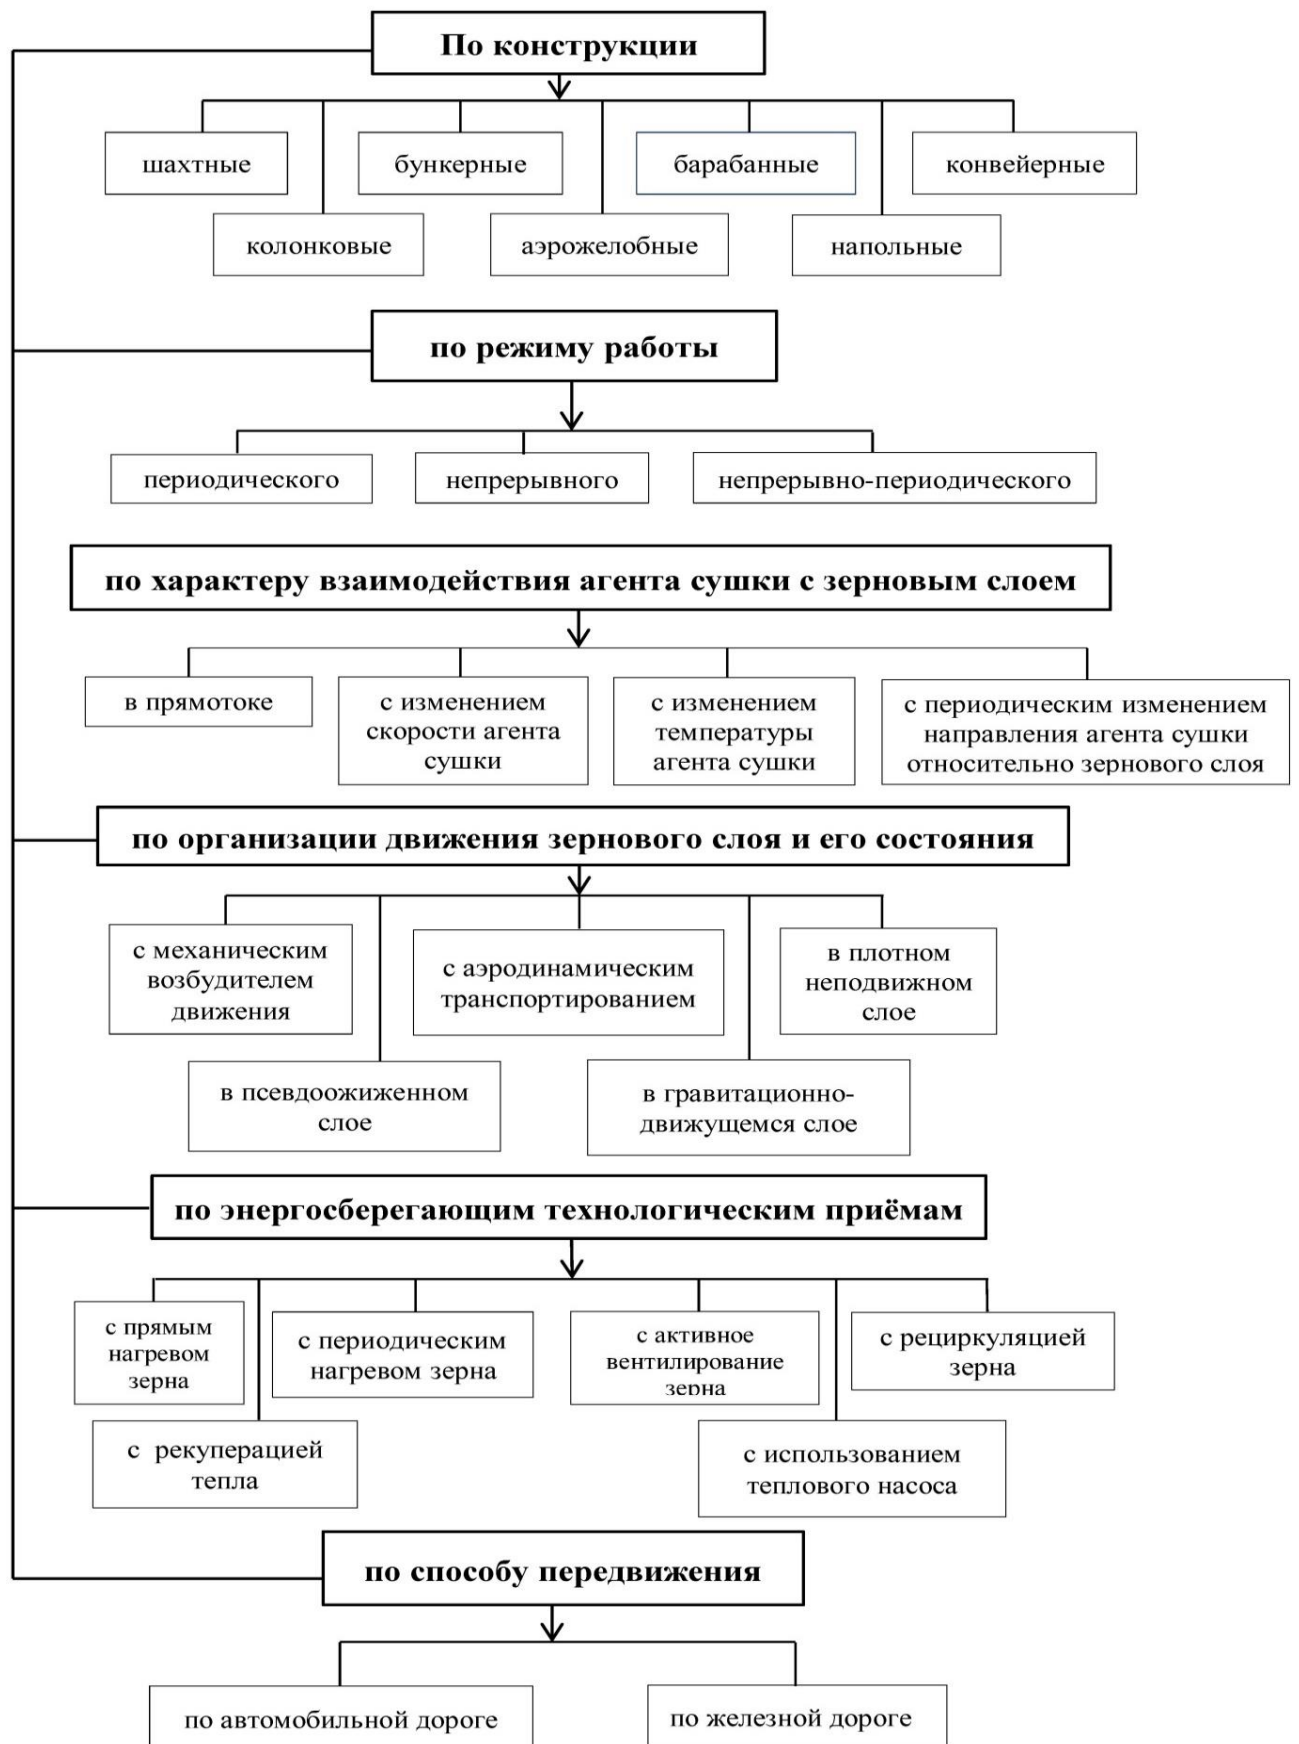 По конструкции
шахтные
бункерные
барабанные
конвейерные
колонковые
аэрожелобные
напольные
по режиму работы
периодического
непрерывного
непрерывно-периодического
по характеру взаимодействия агента сушки с зерновым слоем
в прямотоке
с изменением
скорости агента
сушки
с изменением
температуры
агента сушки
с периодическим изменением
направления агента сушки
относительно зернового слоя
по организации движения зернового слоя и его состояния
с механическим
возбудителем
движения
с аэродинамическим
транспортированием
в плотном
неподвижном
слое
в псевдоожиженном
слое
в гравитационно-
движущемся слое
по энергосберегающим технологическим приёмам
с прямым
нагревом
зерна
с периодическим
нагревом зерна
с активное
вентилирование
зерна
с рециркуляцией
зерна
с рекуперацией
тепла
с использованием
теплового насоса
по способу передвижения
по автомобильной дороге
по железной дороге